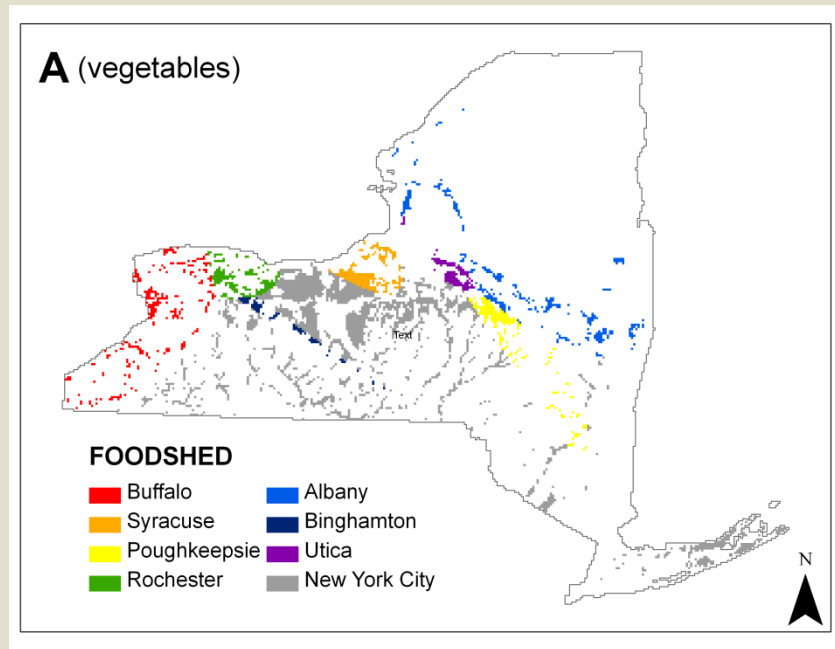 A (vegetables)
Text
FOODSHED
Buffalo
Syracuse
Poughkeepsie
Rochester
Albany
Binghamton
Utica
New York City
N